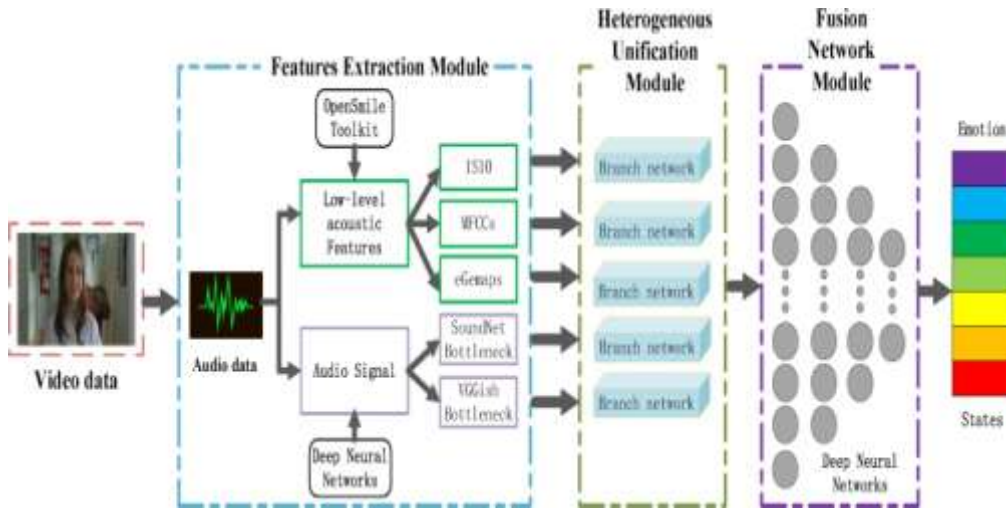 Features Extraction Module
Heterogeneous
Unification
Module
Fusion
Network
Module
OpenSmile
Toolkit
Low-level
acoustic
Features
IS10
MFCCs
eGemaps
Audio Signal
SoundNet
Bottleneck
VGGish
Bottleneck
Deep Neural
Networks
Video data
Audio data
Branch network
Branch network
Branch network
Branch network
Branch network
Deep Neural
Networks
Emotion
States